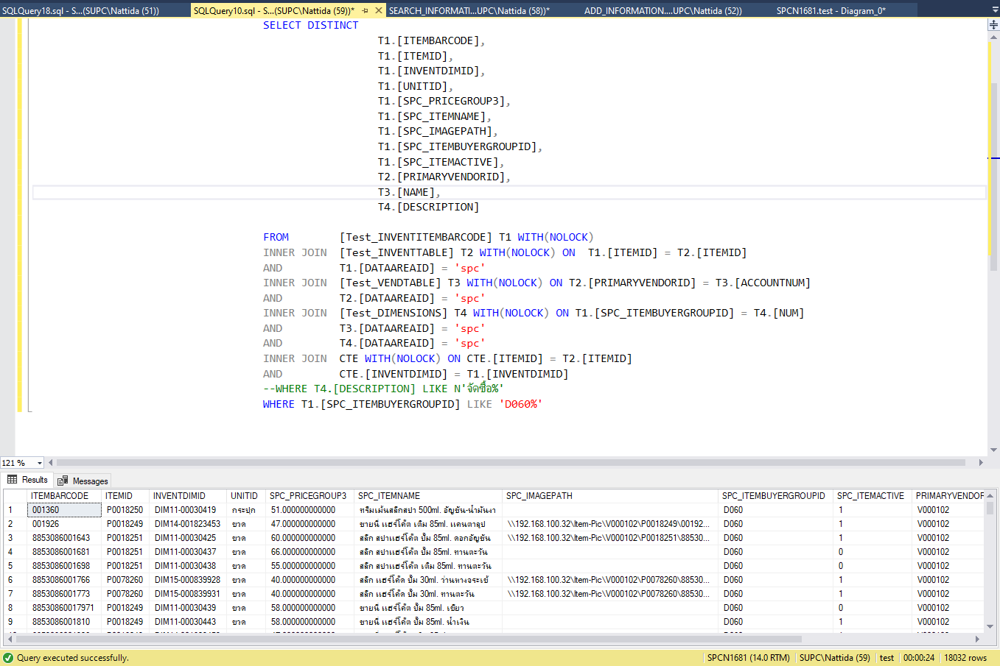 SQLQuery18.sql - S...(SUPC\Nattida (51))
SQLQuery10.sql - S...(SUPC\Nattida (59))*
SEARCH_INFORMATI...UPC\Nattida (58))*
ADD_INFORMATION....UPC\Nattida (52))
SPCN1681.test - Diagram_0*
SELECT DISTINCT
T1.[ITEMBARCODE],
T1.[ITEMID],
T1.[INVENTDIMID],
T1.[UNITID],
T1.[SPC_PRICEGROUP3],
T1.[SPC_ITEMNAME],
T1.[SPC_IMAGEPATH],
T1.[SPC_ITEMBUYERGROUPID],
T1.[SPC_ITEMACTIVE],
T2.[PRIMARYVENDORID],
T3.[NAME],
T4.[DESCRIPTION]
FROM [Test_INVENTITEMBARCODE] T1 WITH(NOLOCK)
INNER JOIN [Test_INVENTTABLE] T2 WITH(NOLOCK) ON T1.[ITEMID] = T2.[ITEMID]
AND T1.[DATAAREAID] = 'spc'
INNER JOIN [Test_VENDTABLE] T3 WITH(NOLOCK) ON T2.[PRIMARYVENDORID] = T3.[ACCOUNTNUM]
AND T2.[DATAAREAID] = 'spc'
INNER JOIN [Test_DIMENSIONS] T4 WITH(NOLOCK) ON T1.[SPC_ITEMBUYERGROUPID] = T4.[NUM]
AND T3.[DATAAREAID] = 'spc'
AND T4.[DATAAREAID] = 'spc'
INNER JOIN CTE WITH(NOLOCK) ON CTE.[ITEMID] = T2.[ITEMID]
AND CTE.[INVENTDIMID] = T1.[INVENTDIMID]
--WHERE T4.[DESCRIPTION] LIKE N'จัดซื้อ%'
WHERE T1.[SPC_ITEMBUYERGROUPID] LIKE 'D060%'
121 %
Results Messages
ITEMBARCODE ITEMID INVENTDIMID UNITID SPC_PRICEGROUP3 SPC_ITEMNAME SPC_IMAGEPATH SPC_ITEMBUYERGROUPID SPC_ITEMACTIVE PRIMARYVENDOR
1 001360 P0018250 DIM11-00030419 กระปุก 51.000000000000 ทรีมเม้นสลิกสปา 500ml. อัญชัน-น้ำมันงา D060 1 V000102
2 001926 P0018249 DIM14-001823453 ขวด 47.000000000000 ชายนี่ แฮร์โค้ต เติม 85ml. แคนตาลูป \\192.168.100.32\Item-Pic\V000102\P0018249\00192... D060 1 V000102
3 8853086001643 P0018251 DIM11-00030425 ขวด 60.000000000000 สลิก สปาแฮร์โค้ต ปั๊ม 85ml. ดอกอัญชัน \\192.168.100.32\Item-Pic\V000102\P0018251\88530... D060 1 V000102
4 8853086001681 P0018251 DIM11-00030437 ขวด 66.000000000000 สลิก สปาแฮร์โค้ต ปั๊ม 85ml. ทานตะวัน D060 0 V000102
5 8853086001698 P0018251 DIM11-00030438 ขวด 55.000000000000 สลิก สปาแฮร์โค้ต เติม 85ml. ทานตะวัน D060 0 V000102
6 8853086001766 P0078260 DIM15-000839928 ขวด 40.000000000000 สลิก แฮร์โค้ด ปั๊ม 30ml. ว่านหางจระเข้ \\192.168.100.32\Item-Pic\V000102\P0078260\88530... D060 1 V000102
7 8853086001773 P0078260 DIM15-000839931 ขวด 40.000000000000 สลิก แฮร์โค้ด ปั๊ม 30ml. ทานตะวัน \\192.168.100.32\Item-Pic\V000102\P0078260\88530... D060 1 V000102
8 88530860017971 P0018249 DIM11-00030439 ขวด 58.000000000000 ชายนี่ แฮร์โค้ต ปั๊ม 85ml. เขียว D060 0 V000102
9 8853086001810 P0018249 DIM11-00030443 ขวด 58.000000000000 ชายนี่ แฮร์โค้ต ปั๊ม 85ml. น้ำเงิน D060 1 V000102
Query executed successfully. SPCN1681 (14.0 RTM) SUPC\Nattida (59) test 00:00:24 18032 rows